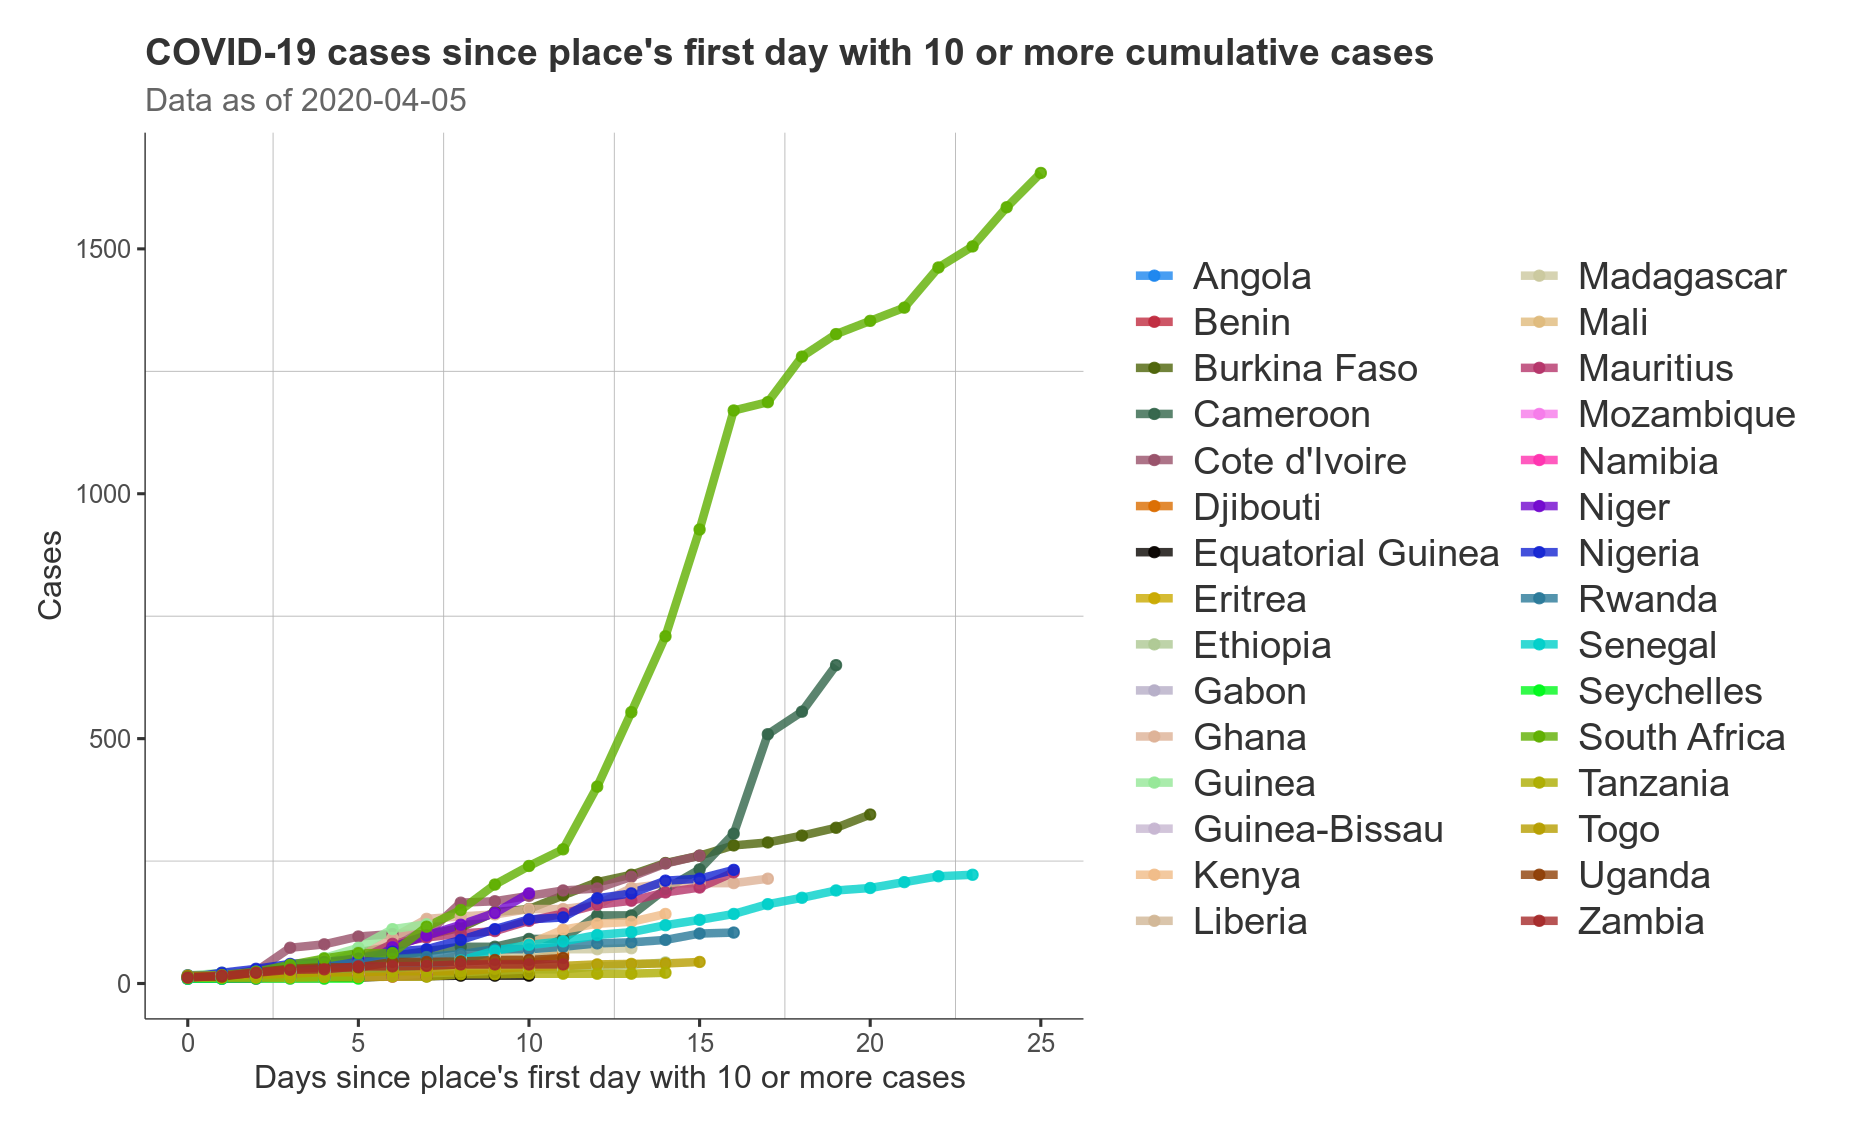 COVID-19 cases since place's first day with 10 or more cumulative cases
Data as of 2020-04-05
Cases
1500
1000
500
0
0 5 10 15 20 25
Days since place's first day with 10 or more cases
Angola
Benin
Burkina Faso
Cameroon
Cote d'Ivoire
Djibouti
Equatorial Guinea
Eritrea
Ethiopia
Gabon
Ghana
Guinea
Guinea-Bissau
Kenya
Liberia
Madagascar
Mali
Mauritius
Mozambique
Namibia
Niger
Nigeria
Rwanda
Senegal
Seychelles
South Africa
Tanzania
Togo
Uganda
Zambia